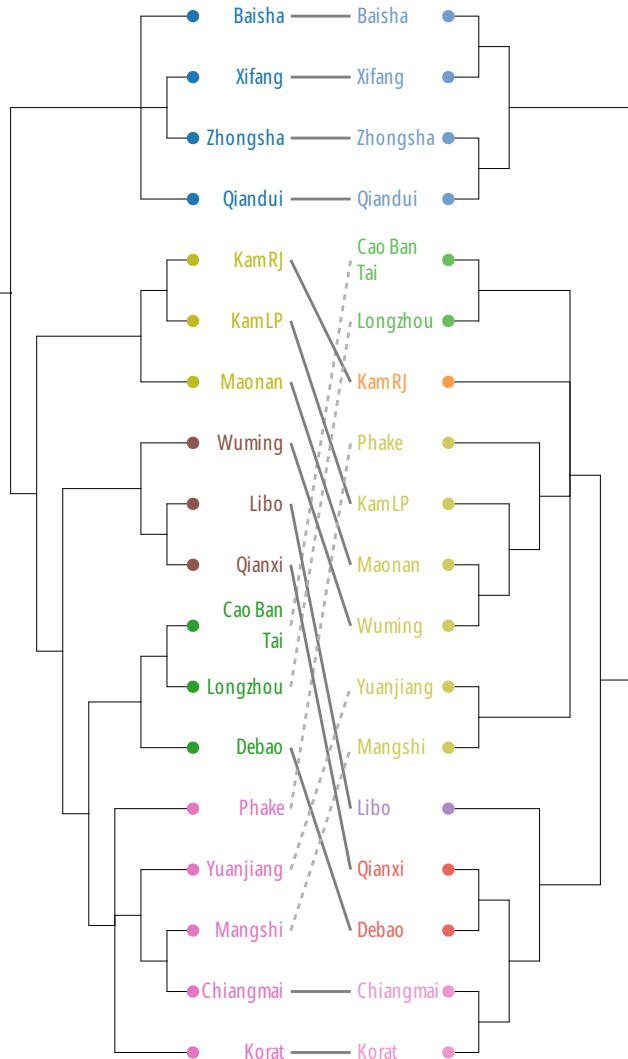 Baisha Baisha
Xifang Xifang
Zhongsha Zhongsha
Qiandui Qiandui
KamRJ Cao Ban
Tai
KamLP Longzhou
Maonan KamRJ
Wuming Phake
Libo KamLP
Qianxi Maonan
Cao Ban
Tai Wuming
Longzhou Yuanjiang
Debao Mangshi
Phake Libo
Yuanjiang Qianxi
Mangshi Debao
Chiangmai Chiangmai
Korat Korat